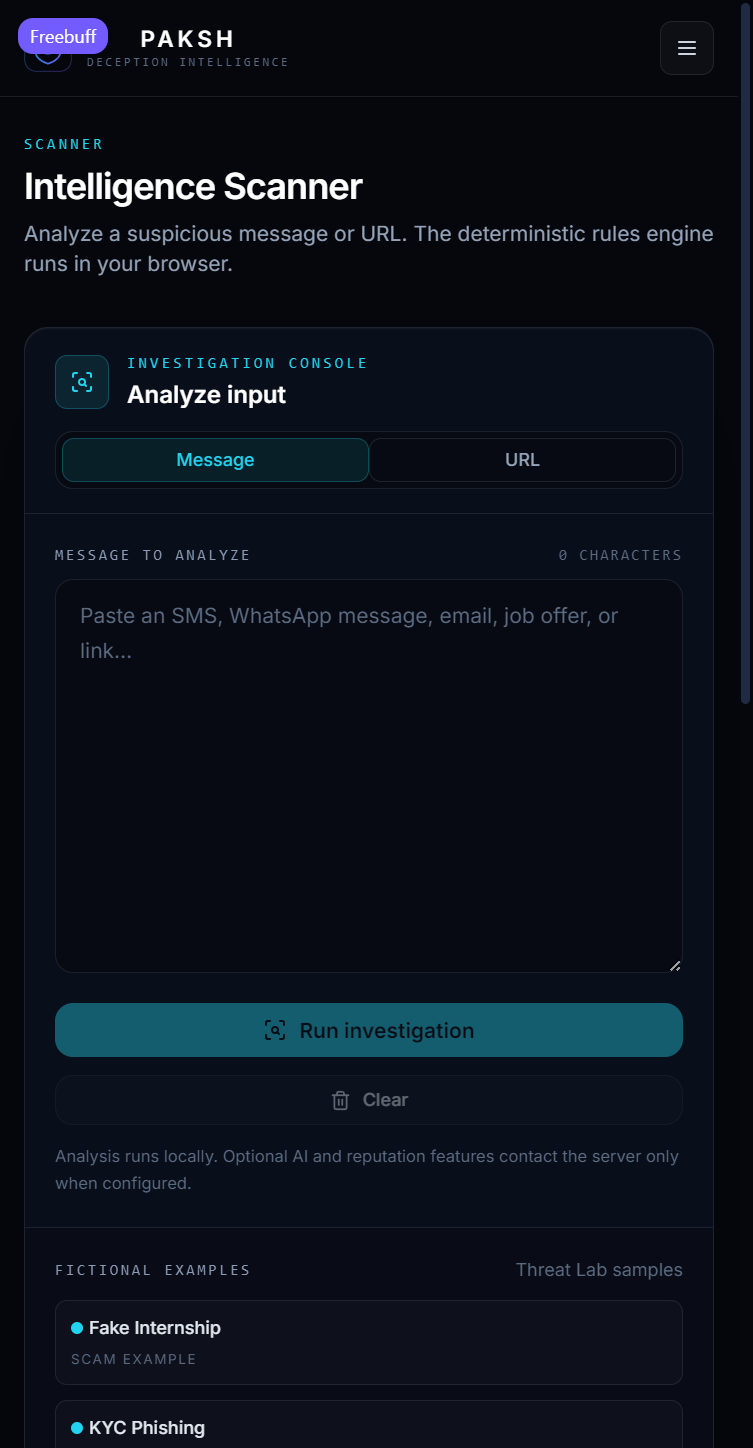 Freebuff
PAKSH
DECEPTION INTELLIGENCE
SCANNER
Intelligence Scanner
Analyze a suspicious message or URL. The deterministic rules engine
runs in your browser.
INVESTIGATION CONSOLE
Analyze input
Message
URL
MESSAGE TO ANALYZE
0 CHARACTERS
Paste an SMS, WhatsApp message, email, job offer, or
link...
Run investigation
Clear
Analysis runs locally. Optional AI and reputation features contact the server only
when configured.
FICTIONAL EXAMPLES
Threat Lab samples
Fake Internship
SCAM EXAMPLE
KYC Phishing